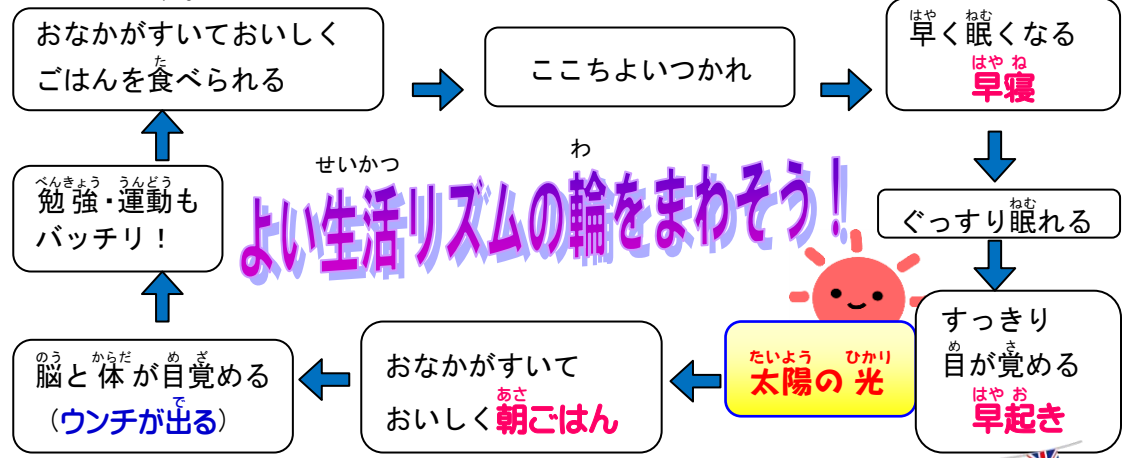 おなかがすいておいしく
ごはんを食べられる
ここちよいつかれ
早く眠くなる
早寝
ぐっすり眠れる
すっきり
目が覚める
早起き
太陽の光
おなかがすいて
おいしく朝ごはん
脳と体が目覚める
（ウンチが出る）
勉強・運動も
バッチリ！
よい生活リズムの輪をまわそう！